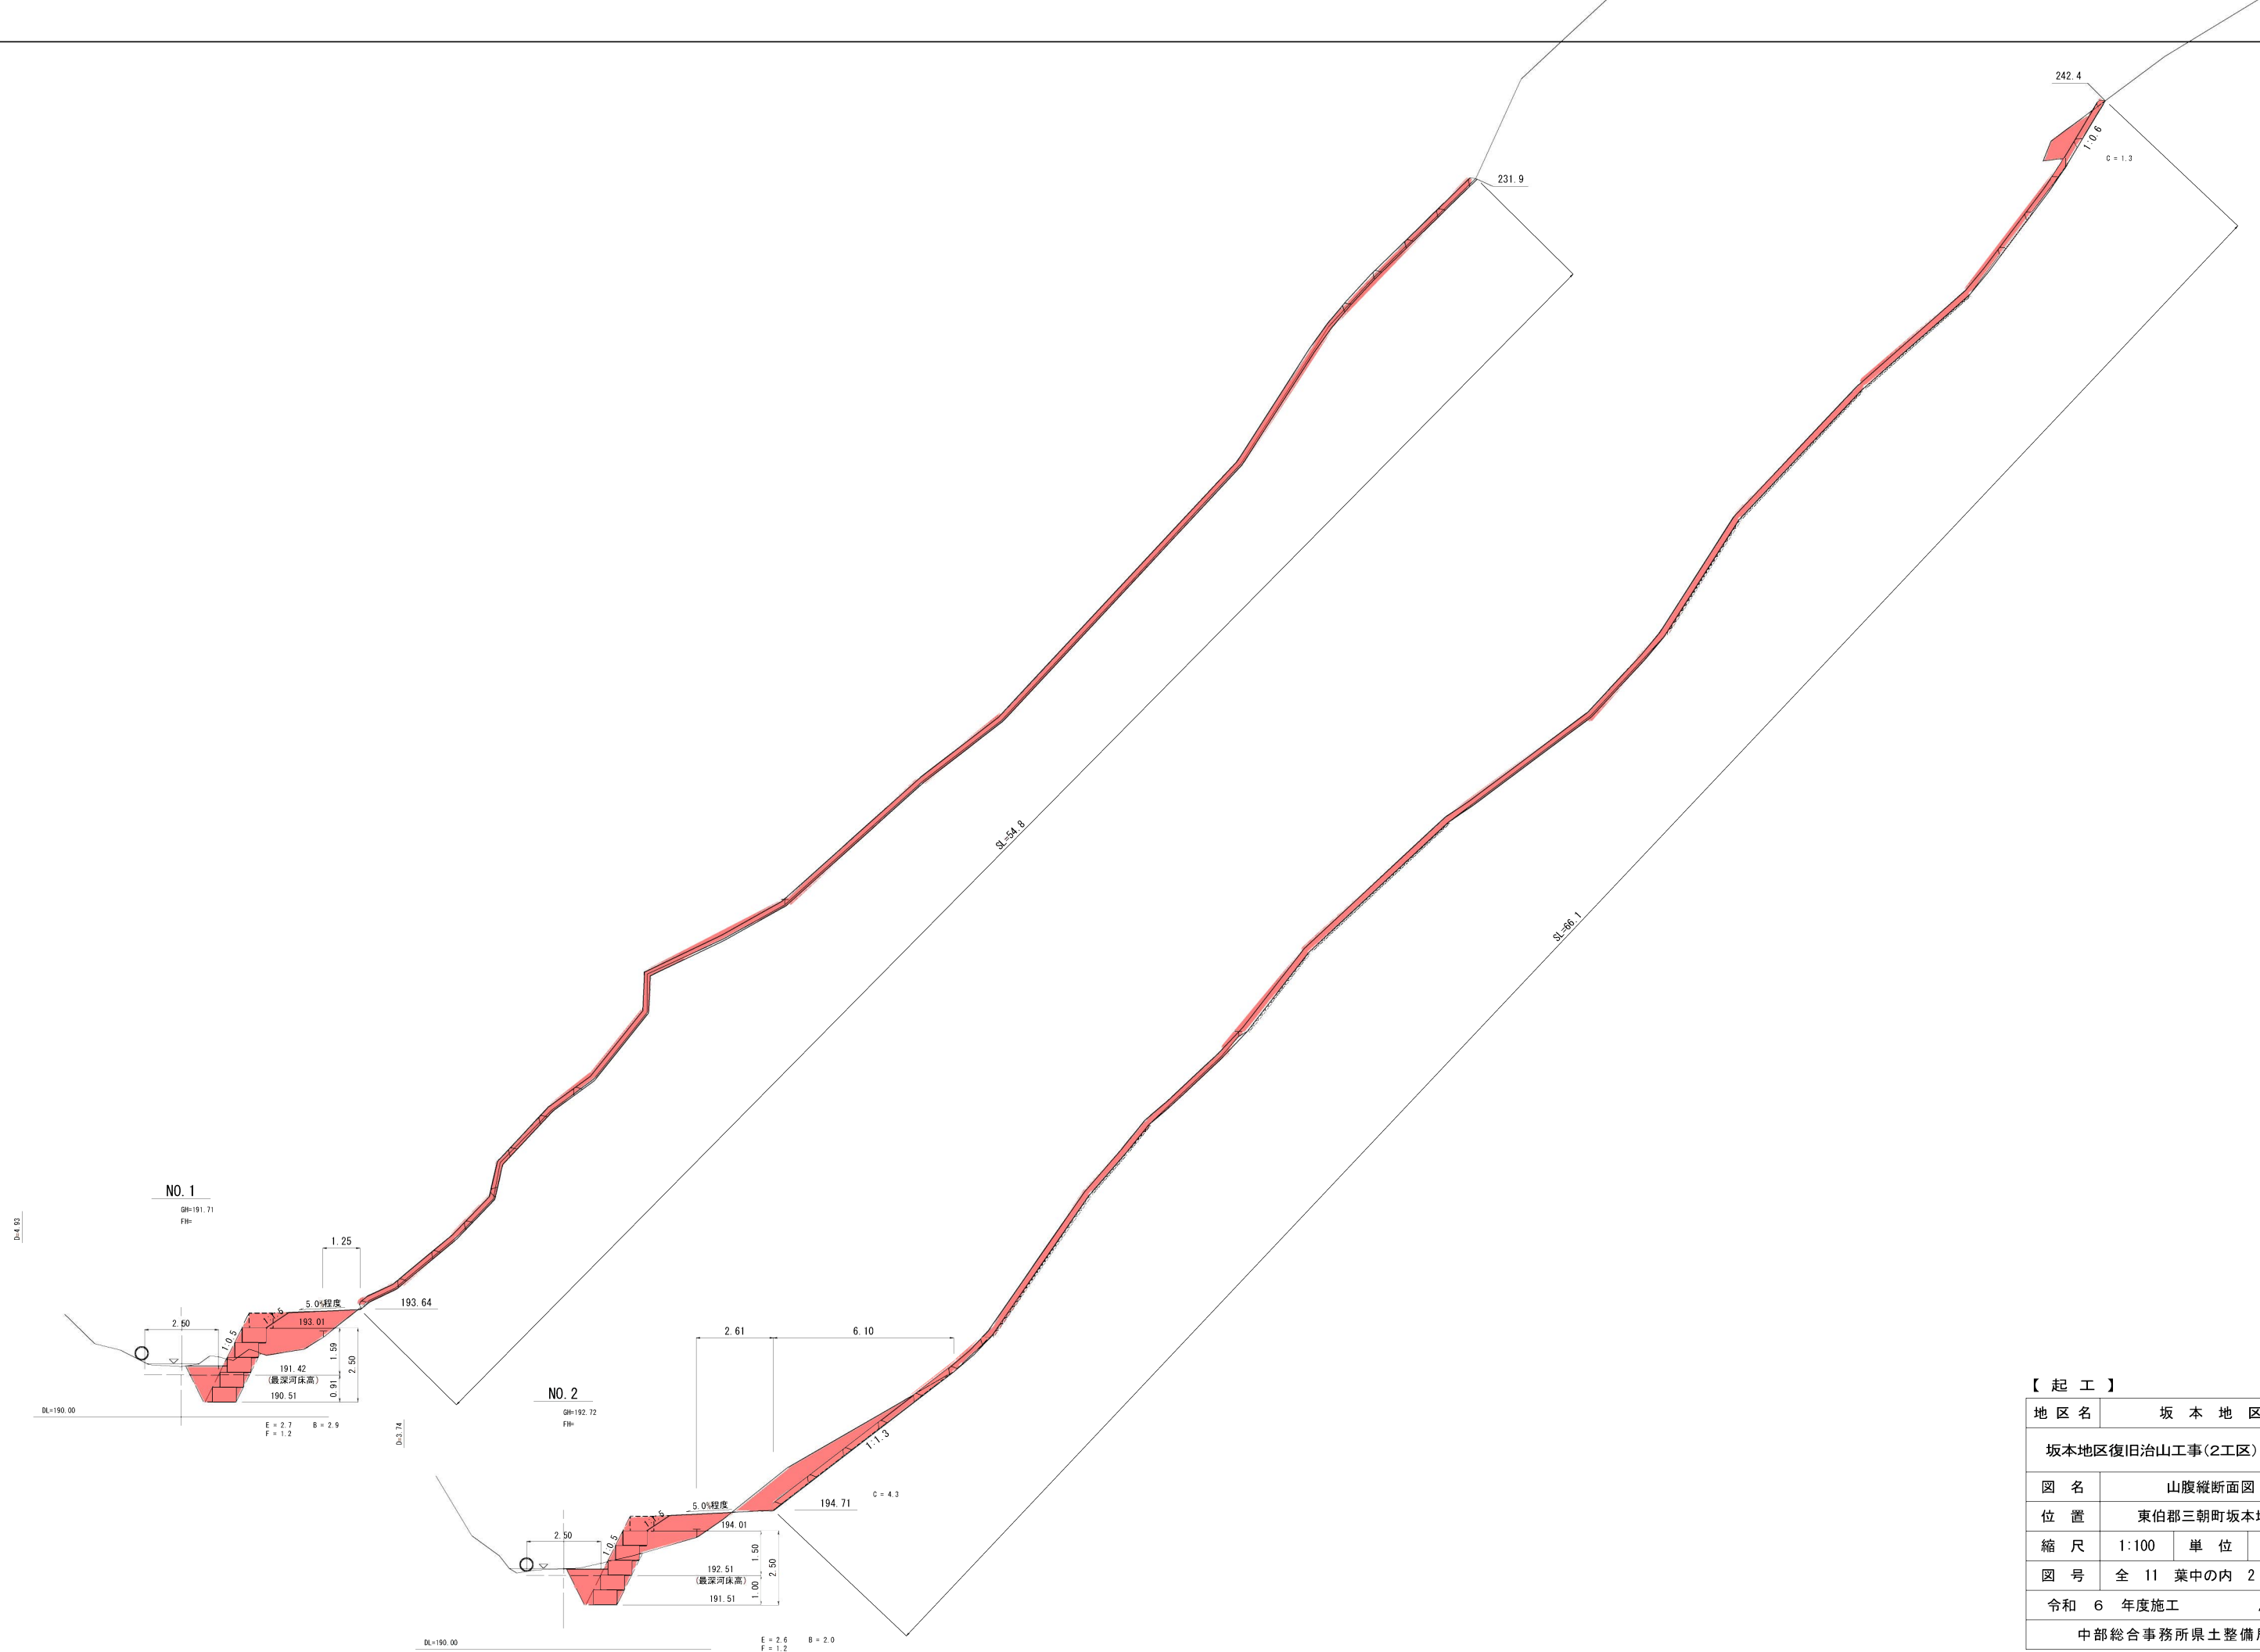 242.4
1:0.6
C = 1.3
231.9
SL=54.8
SL=66.1
NO.1
GH=191.71
FH=
D=4.93
1.25
5.0%程度
193.64
2.50
1:0.5
193.01
1.59
2.50
191.42
(最深河床高)
0.91
190.51
DL=190.00
E = 2.7 B = 2.9
F = 1.2
NO.2
GH=192.72
FH=
D=3.74
2.61
6.10
1:1.3
C = 4.3
5.0%程度
194.71
2.50
1:0.5
194.01
1.50
2.50
192.51
(最深河床高)
1.00
191.51
DL=190.00
E = 2.6 B = 2.0
F = 1.2
【 起 工 】
地 区 名 坂 本 地 区
坂本地区復旧治山工事(2工区)
図 名 山腹縦断面図
位 置 東伯郡三朝町坂本
縮 尺 1:100 単 位
図 号 全 11 葉中の内 2
令和 6 年度施工
中部総合事務所県土整備